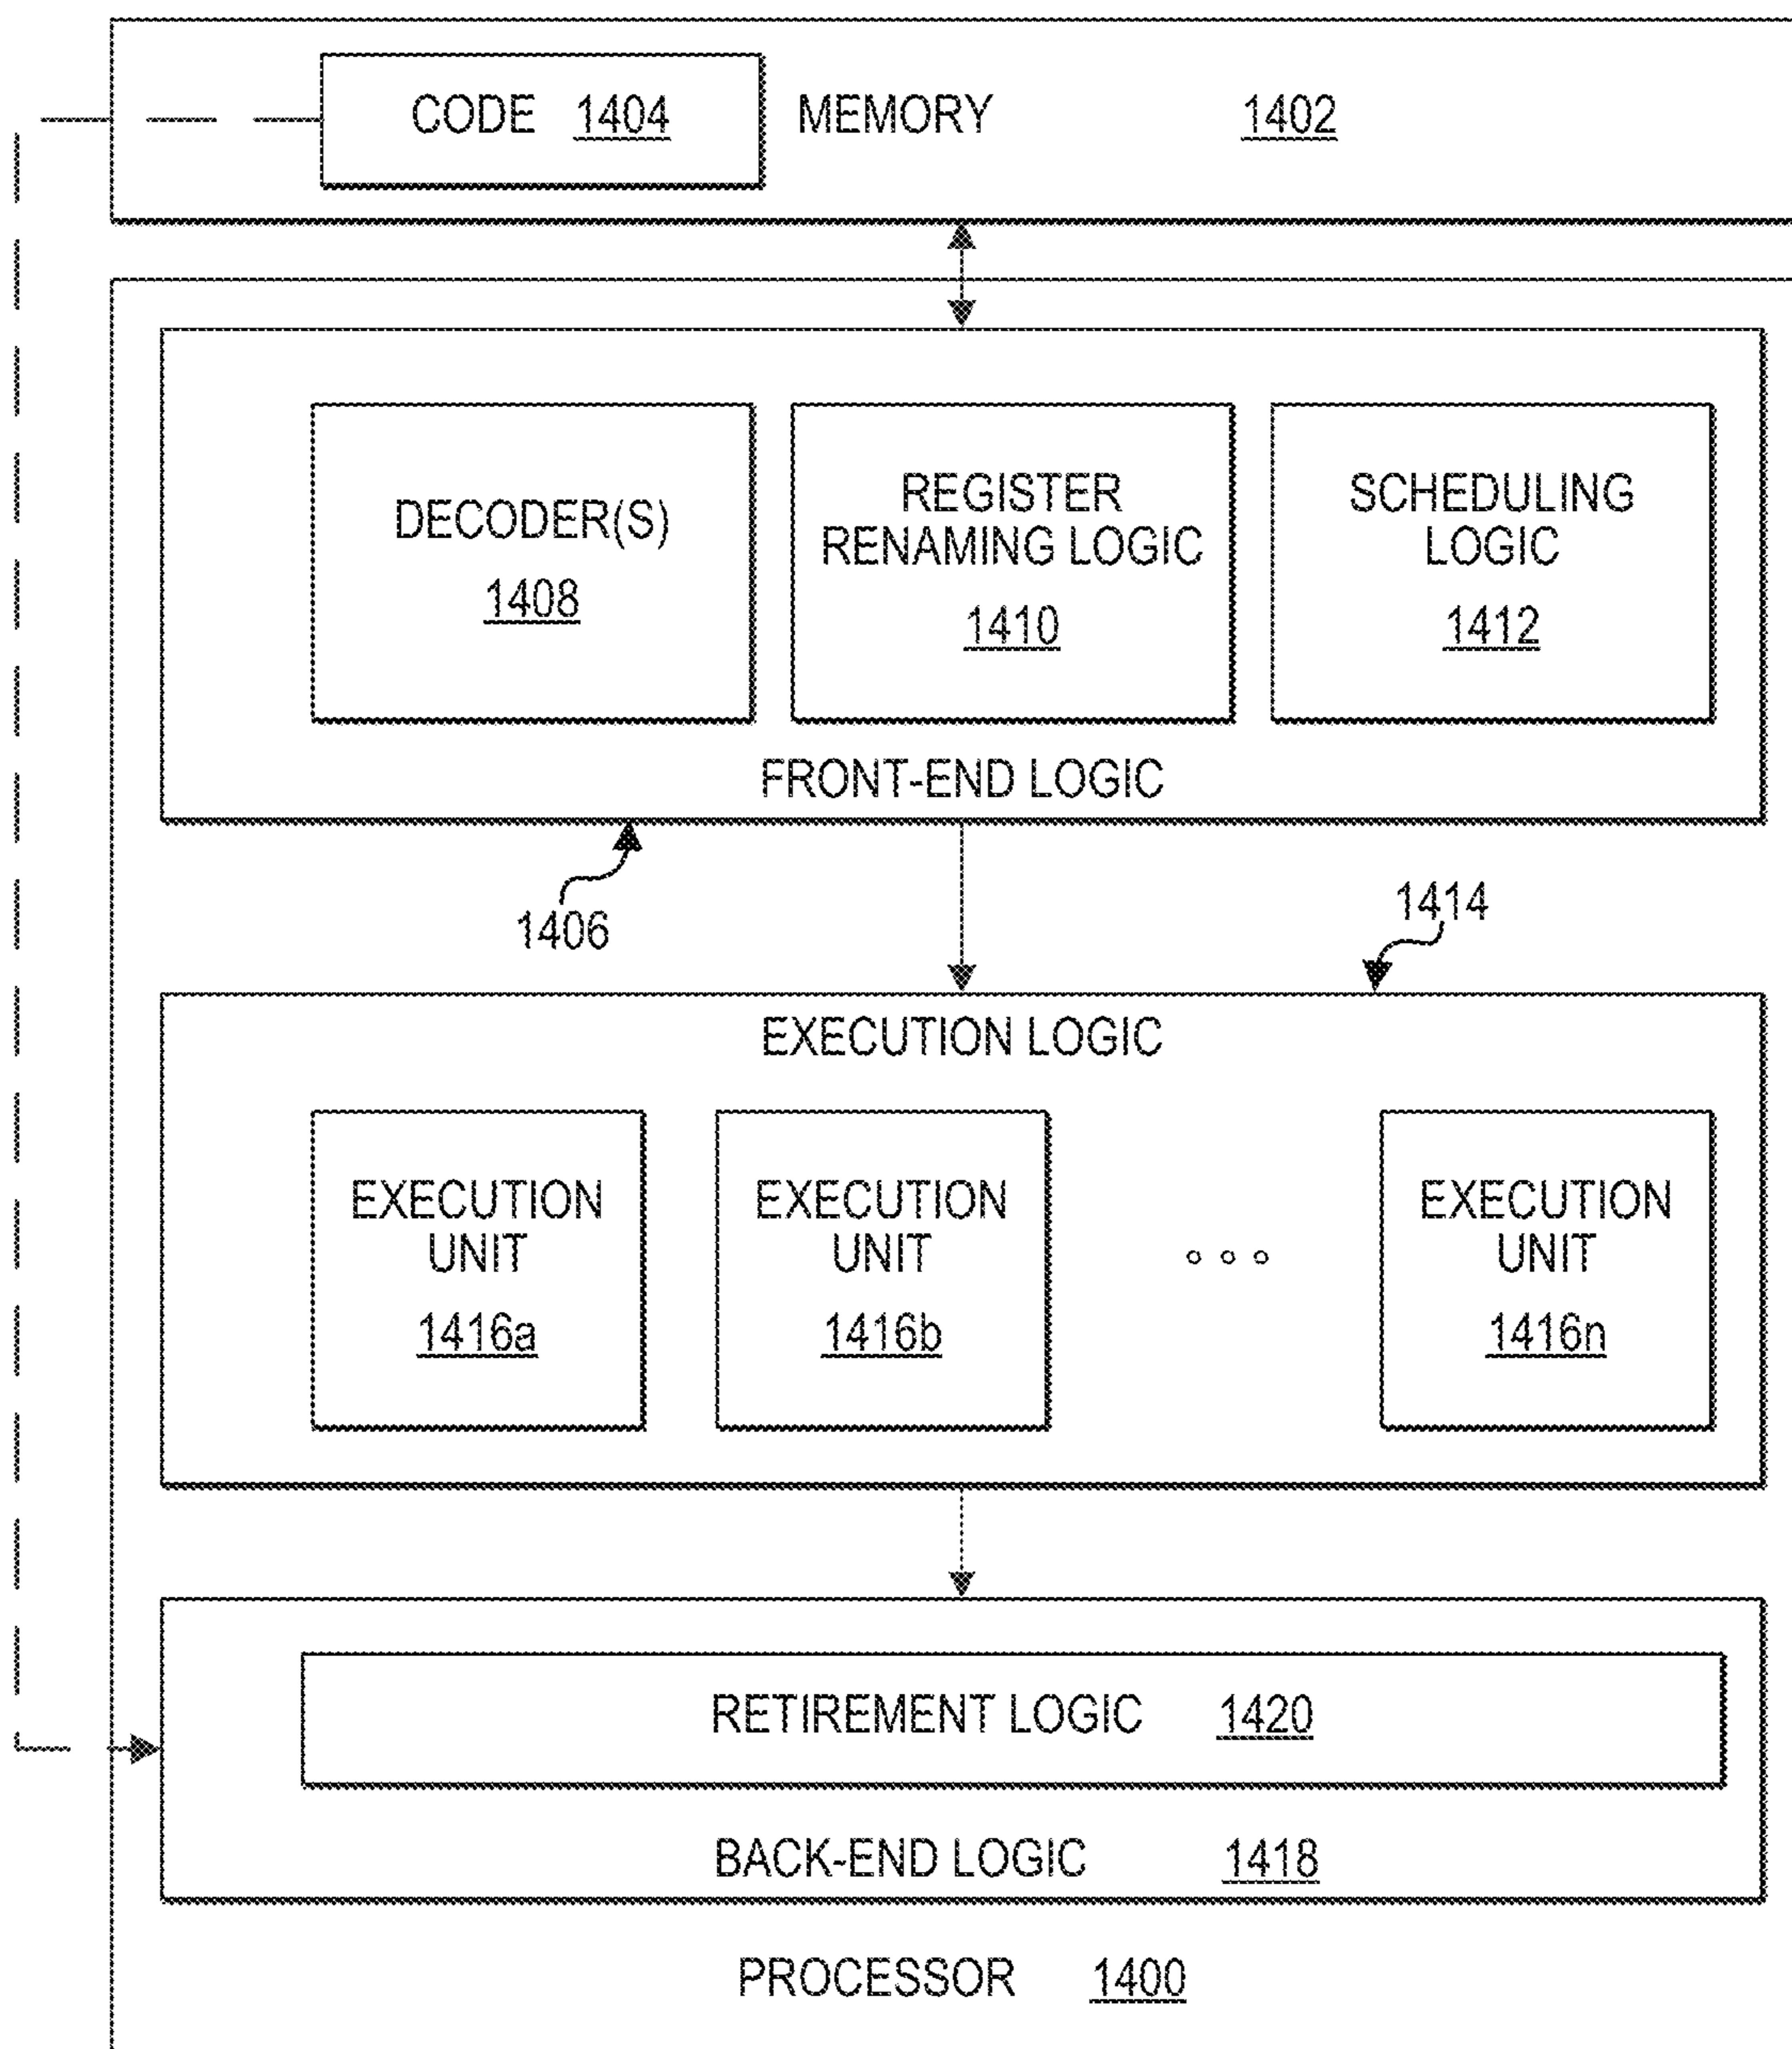 CODE 1404 MEMORY 1402
DECODER(S)
1408
REGISTER
RENAMING LOGIC
1410
SCHEDULING
LOGIC
1412
FRONT-END LOGIC
1406
1414
EXECUTION LOGIC
EXECUTION
UNIT
1416a
EXECUTION
UNIT
1416b
EXECUTION
UNIT
1416n
RETIREMENT LOGIC 1420
BACK-END LOGIC 1418
PROCESSOR 1400